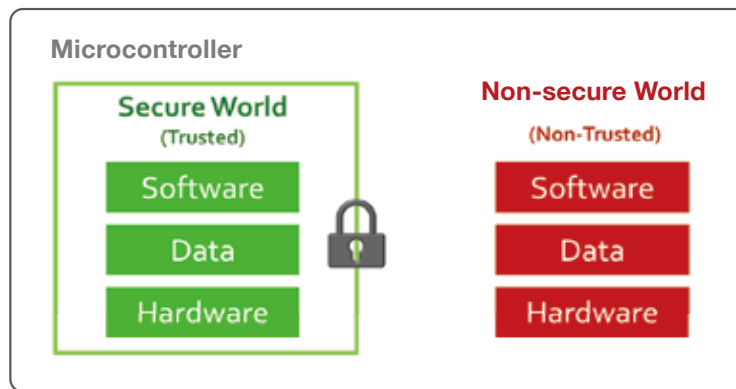 Microcontroller
Secure World
(Trusted)
Software
Data
Hardware
Non-secure World
(Non-Trusted)
Software
Data
Hardware